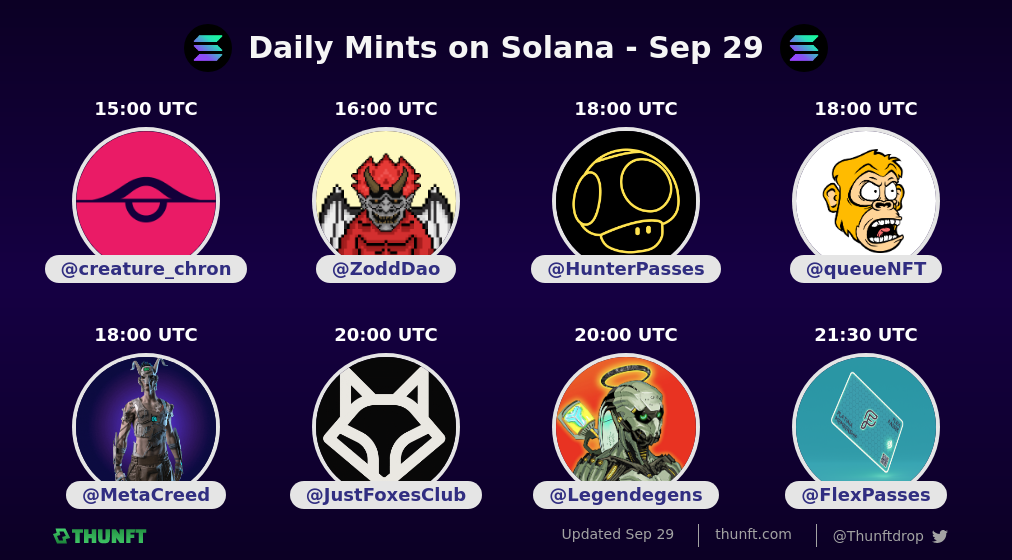 Daily Mints on Solana - Sep 29
15:00 UTC
16:00 UTC
18:00 UTC
18:00 UTC
@creature_chron
@ZoddDao
@HunterPasses
@queueNFT
18:00 UTC
20:00 UTC
20:00 UTC
21:30 UTC
@MetaCreed
@JustFoxesClub
@Legendegens
@FlexPasses
THUNFT
Updated Sep 29
thunft.com
@Thunftdrop